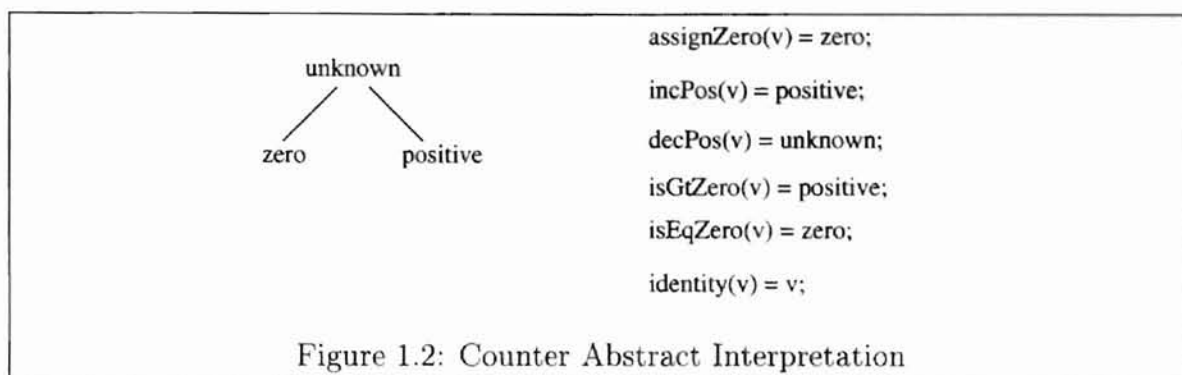 unknown
zero positive
assignZero(v) = zero;
incPos(v) = positive;
decPos(v) = unknown;
isGtZero(v) = positive;
isEqZero(v) = zero;
identity(v) = v;
Figure 1.2: Counter Abstract Interpretation